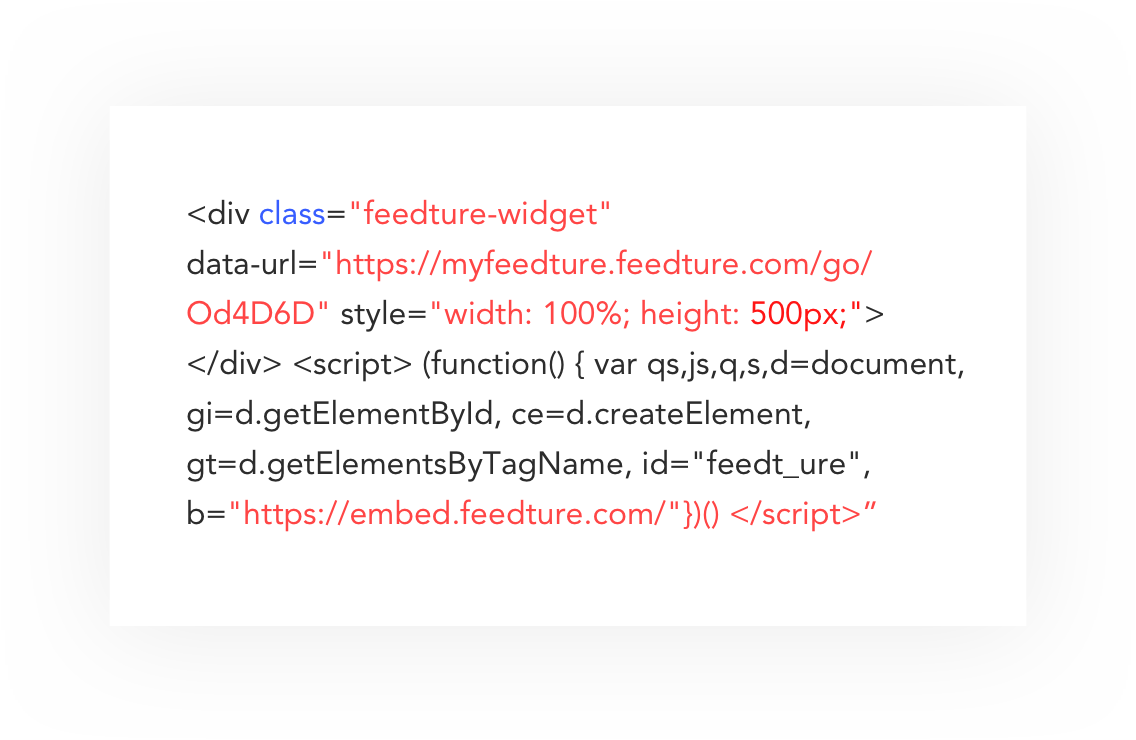 <div class="feedture-widget"
data-url="https://myfeedture.feedture.com/go/
Od4D6D" style="width: 100%; height: 500px;">
</div> <script> (function() { var qs,js,q,s,d=document,
gi=d.getElementById, ce=d.createElement,
gt=d.getElementsByTagName, id="feedt_ure",
b="https://embed.feedture.com/"})() </script>”